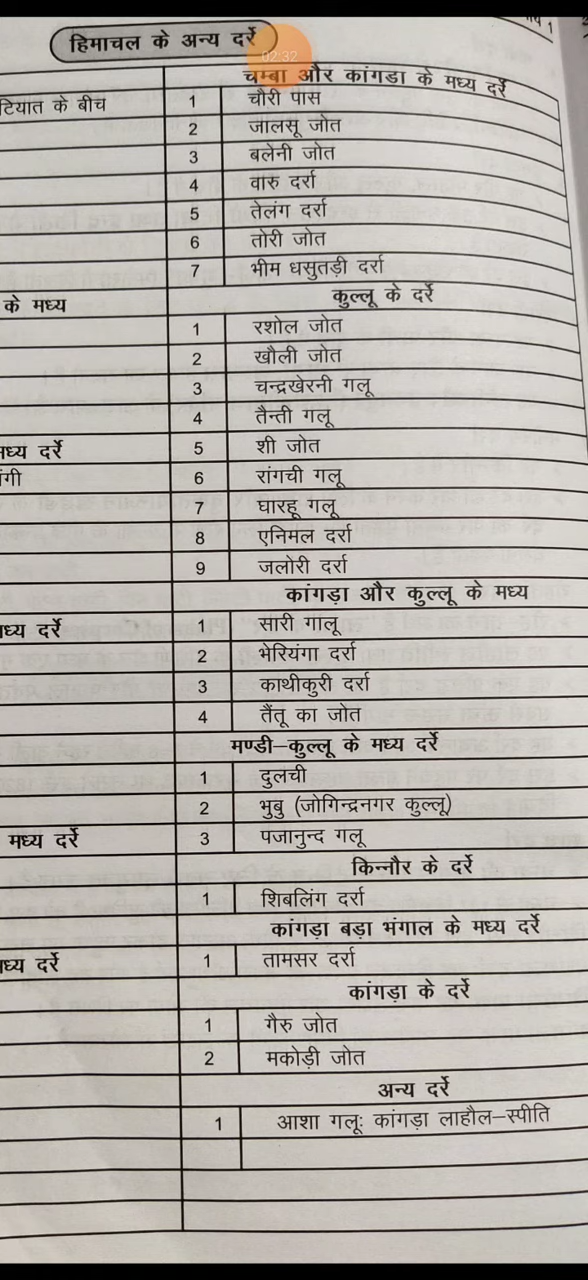 हिमाचल के अन्य दर्रे
02:32
1
चम्बा और कांगडा के मध्य दर्रे
टियात के बीच 1 चौरी पास
2 जालसू जोत
3 बलेनी जोत
4 वारु दर्रा
5 तेलंग दर्रा
6 तोरी जोत
7 भीम धसुतड़ी दर्रा
के मध्य कुल्लू के दर्रे
1 रशोल जोत
2 खौली जोत
3 चन्द्रखेरनी गलू
4 तैन्ती गलू
मध्य दर्रे 5 शी जोत
गी 6 रांगची गलू
7 घारहू गलू
8 एनिमल दर्रा
9 जलोरी दर्रा
कांगड़ा और कुल्लू के मध्य
ध्य दर्रे 1 सारी गालू
2 भेरियंगा दर्रा
3 काथीकुरी दर्रा
4 तैंतू का जोत
मण्डी–कुल्लू के मध्य दर्रे
1 दुलची
2 भुबु (जोगिन्द्रनगर कुल्लू)
मध्य दर्रे 3 पजानुन्द गलू
किन्नौर के दर्रे
1 शिबलिंग दर्रा
कांगड़ा बड़ा भंगाल के मध्य दर्रे
ध्य दर्रे 1 तामसर दर्रा
कांगड़ा के दर्रे
1 गैरु जोत
2 मकोड़ी जोत
अन्य दर्रे
1 आशा गलूः कांगड़ा लाहौल–स्पीति